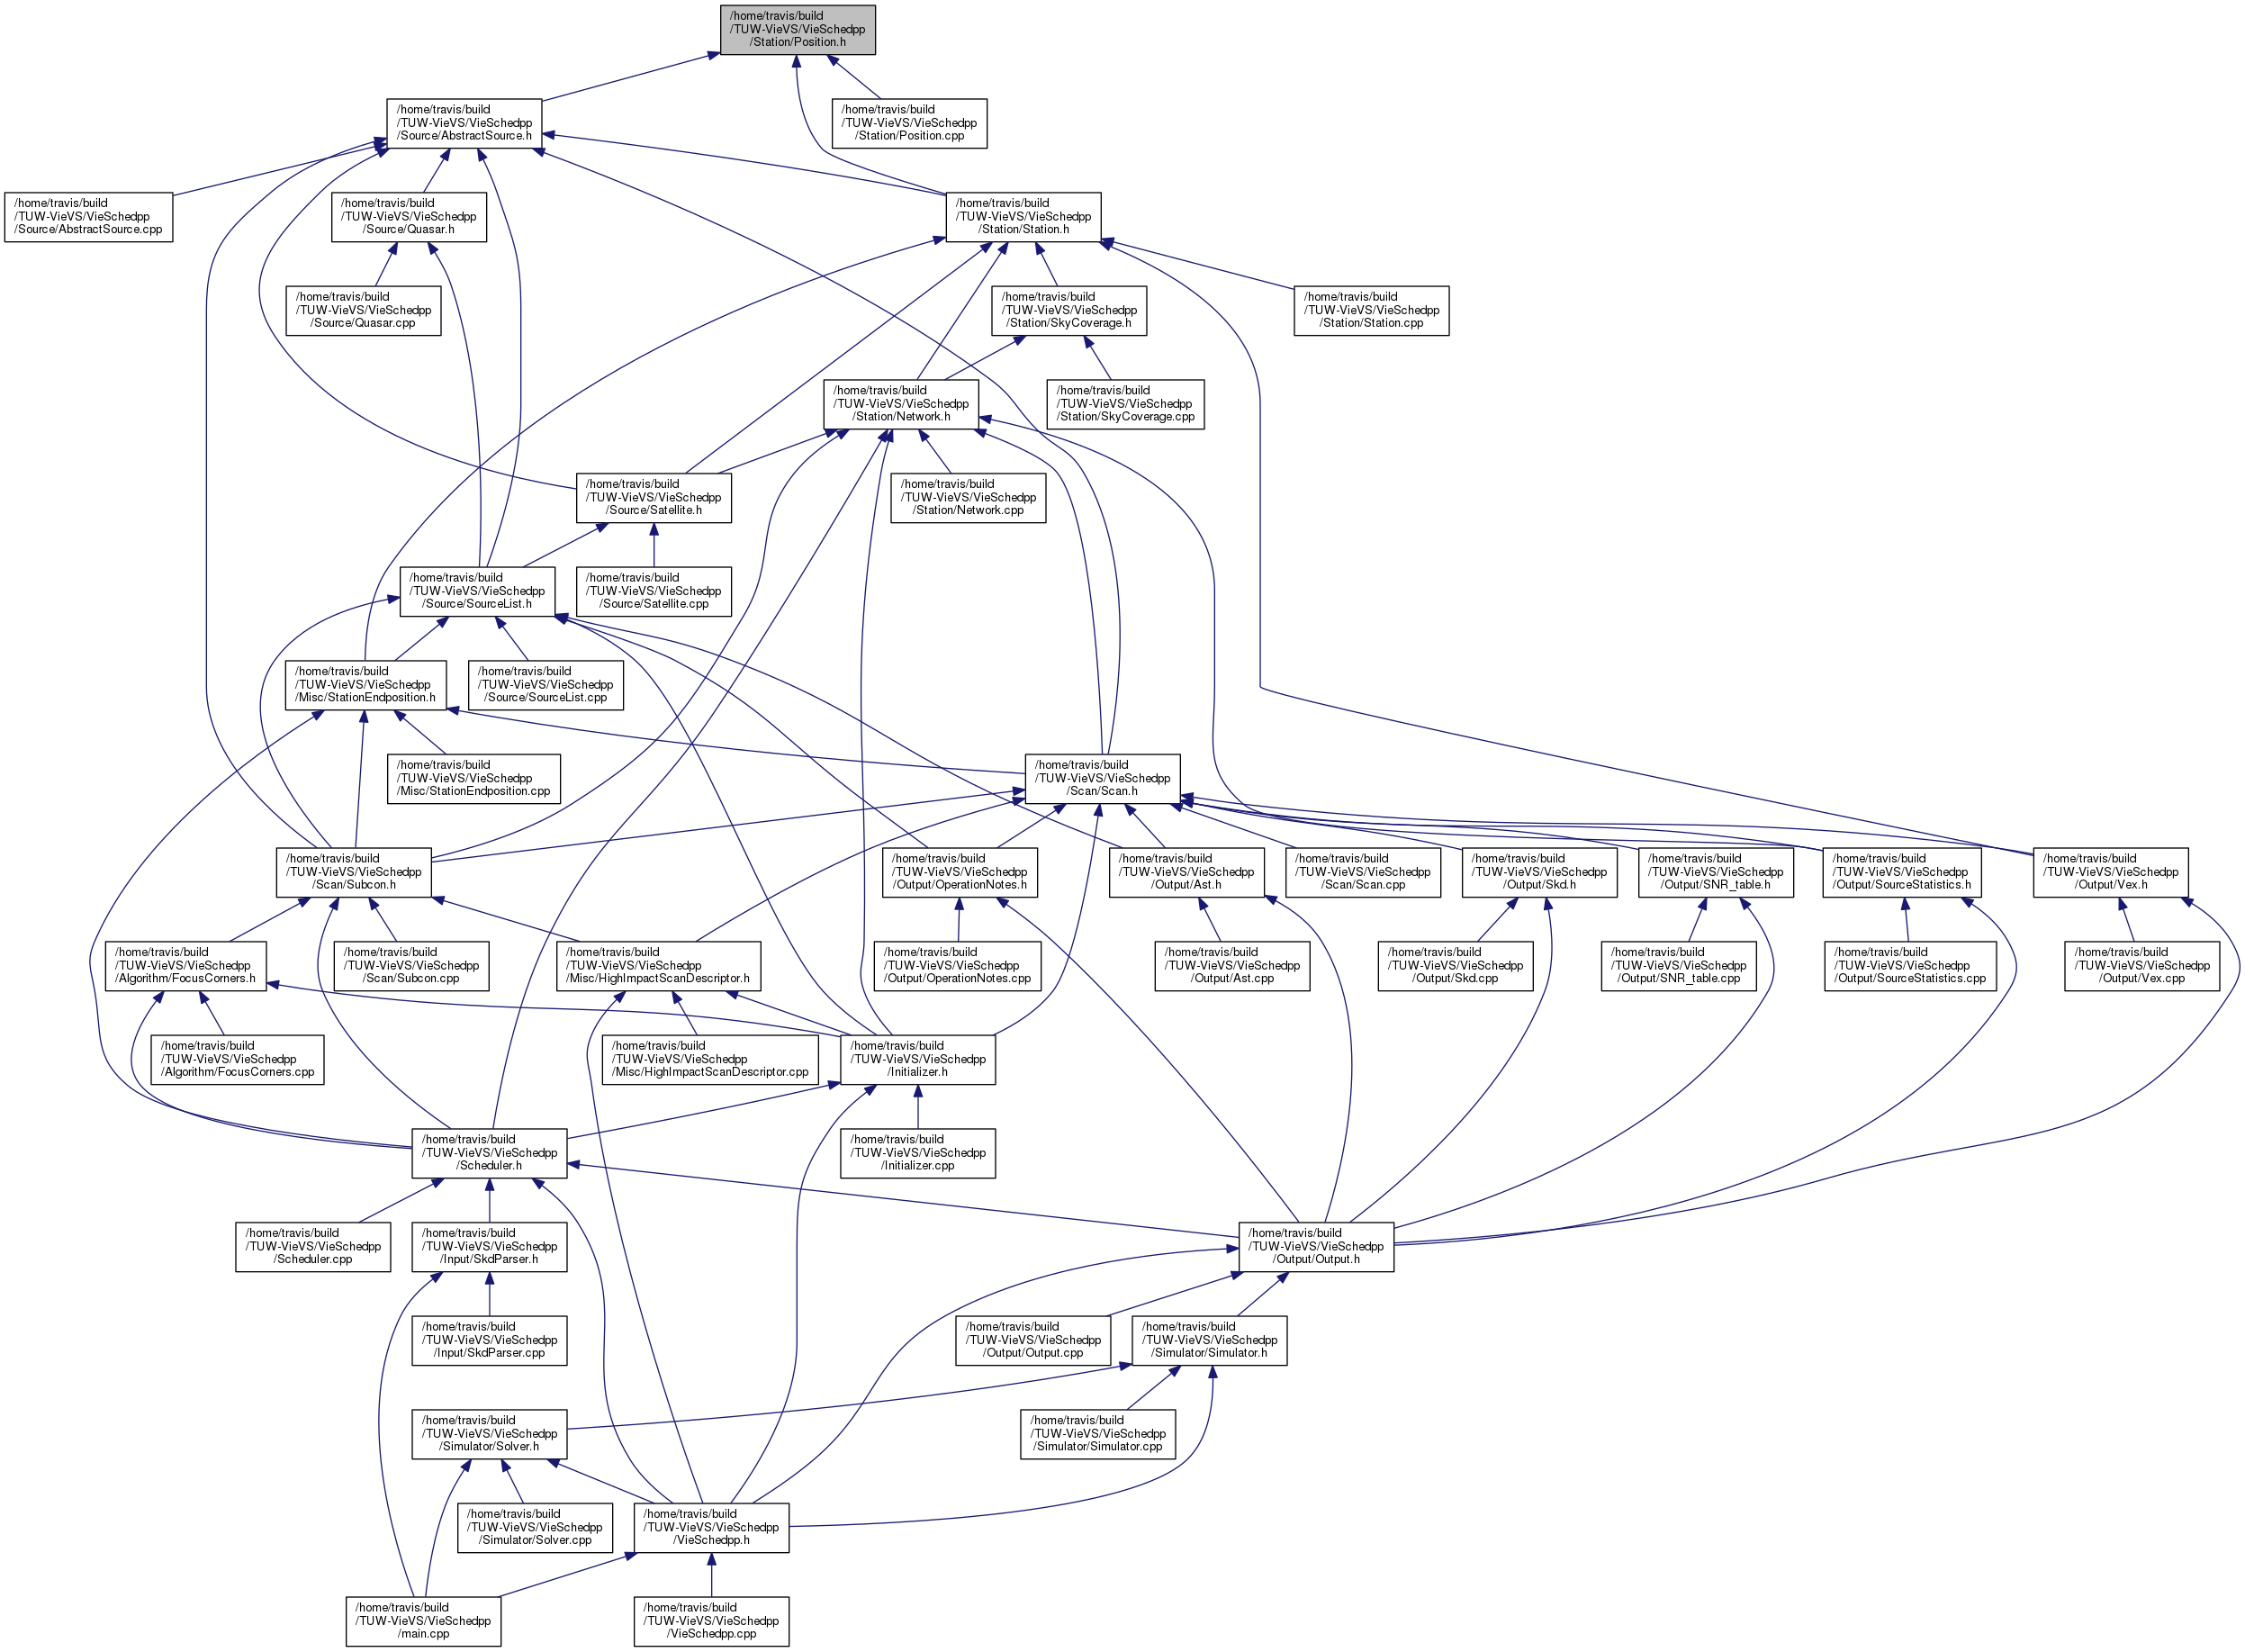 /home/travis/build
/TUW-VieVS/VieSchedpp
/Station/Position.h
/home/travis/build
/TUW-VieVS/VieSchedpp
/Source/AbstractSource.h
/home/travis/build
/TUW-VieVS/VieSchedpp
/Station/Position.cpp
/home/travis/build
/TUW-VieVS/VieSchedpp
/Source/AbstractSource.cpp
/home/travis/build
/TUW-VieVS/VieSchedpp
/Source/Quasar.h
/home/travis/build
/TUW-VieVS/VieSchedpp
/Station/Station.h
/home/travis/build
/TUW-VieVS/VieSchedpp
/Source/Quasar.cpp
/home/travis/build
/TUW-VieVS/VieSchedpp
/Station/SkyCoverage.h
/home/travis/build
/TUW-VieVS/VieSchedpp
/Station/Station.cpp
/home/travis/build
/TUW-VieVS/VieSchedpp
/Station/Network.h
/home/travis/build
/TUW-VieVS/VieSchedpp
/Station/SkyCoverage.cpp
/home/travis/build
/TUW-VieVS/VieSchedpp
/Source/Satellite.h
/home/travis/build
/TUW-VieVS/VieSchedpp
/Station/Network.cpp
/home/travis/build
/TUW-VieVS/VieSchedpp
/Source/SourceList.h
/home/travis/build
/TUW-VieVS/VieSchedpp
/Source/Satellite.cpp
/home/travis/build
/TUW-VieVS/VieSchedpp
/Misc/StationEndposition.h
/home/travis/build
/TUW-VieVS/VieSchedpp
/Source/SourceList.cpp
/home/travis/build
/TUW-VieVS/VieSchedpp
/Misc/StationEndposition.cpp
/home/travis/build
/TUW-VieVS/VieSchedpp
/Scan/Scan.h
/home/travis/build
/TUW-VieVS/VieSchedpp
/Scan/Subcon.h
/home/travis/build
/TUW-VieVS/VieSchedpp
/Output/OperationNotes.h
/home/travis/build
/TUW-VieVS/VieSchedpp
/Output/Ast.h
/home/travis/build
/TUW-VieVS/VieSchedpp
/Scan/Scan.cpp
/home/travis/build
/TUW-VieVS/VieSchedpp
/Output/Skd.h
/home/travis/build
/TUW-VieVS/VieSchedpp
/Output/SNR_table.h
/home/travis/build
/TUW-VieVS/VieSchedpp
/Output/SourceStatistics.h
/home/travis/build
/TUW-VieVS/VieSchedpp
/Output/Vex.h
/home/travis/build
/TUW-VieVS/VieSchedpp
/Algorithm/FocusCorners.h
/home/travis/build
/TUW-VieVS/VieSchedpp
/Scan/Subcon.cpp
/home/travis/build
/TUW-VieVS/VieSchedpp
/Misc/HighImpactScanDescriptor.h
/home/travis/build
/TUW-VieVS/VieSchedpp
/Output/OperationNotes.cpp
/home/travis/build
/TUW-VieVS/VieSchedpp
/Output/Ast.cpp
/home/travis/build
/TUW-VieVS/VieSchedpp
/Output/Skd.cpp
/home/travis/build
/TUW-VieVS/VieSchedpp
/Output/SNR_table.cpp
/home/travis/build
/TUW-VieVS/VieSchedpp
/Output/SourceStatistics.cpp
/home/travis/build
/TUW-VieVS/VieSchedpp
/Output/Vex.cpp
/home/travis/build
/TUW-VieVS/VieSchedpp
/Algorithm/FocusCorners.cpp
/home/travis/build
/TUW-VieVS/VieSchedpp
/Misc/HighImpactScanDescriptor.cpp
/home/travis/build
/TUW-VieVS/VieSchedpp
/Initializer.h
/home/travis/build
/TUW-VieVS/VieSchedpp
/Scheduler.h
/home/travis/build
/TUW-VieVS/VieSchedpp
/Initializer.cpp
/home/travis/build
/TUW-VieVS/VieSchedpp
/Scheduler.cpp
/home/travis/build
/TUW-VieVS/VieSchedpp
/Input/SkdParser.h
/home/travis/build
/TUW-VieVS/VieSchedpp
/Output/Output.h
/home/travis/build
/TUW-VieVS/VieSchedpp
/Input/SkdParser.cpp
/home/travis/build
/TUW-VieVS/VieSchedpp
/Output/Output.cpp
/home/travis/build
/TUW-VieVS/VieSchedpp
/Simulator/Simulator.h
/home/travis/build
/TUW-VieVS/VieSchedpp
/Simulator/Solver.h
/home/travis/build
/TUW-VieVS/VieSchedpp
/Simulator/Simulator.cpp
/home/travis/build
/TUW-VieVS/VieSchedpp
/Simulator/Solver.cpp
/home/travis/build
/TUW-VieVS/VieSchedpp
/VieSchedpp.h
/home/travis/build
/TUW-VieVS/VieSchedpp
/main.cpp
/home/travis/build
/TUW-VieVS/VieSchedpp
/VieSchedpp.cpp